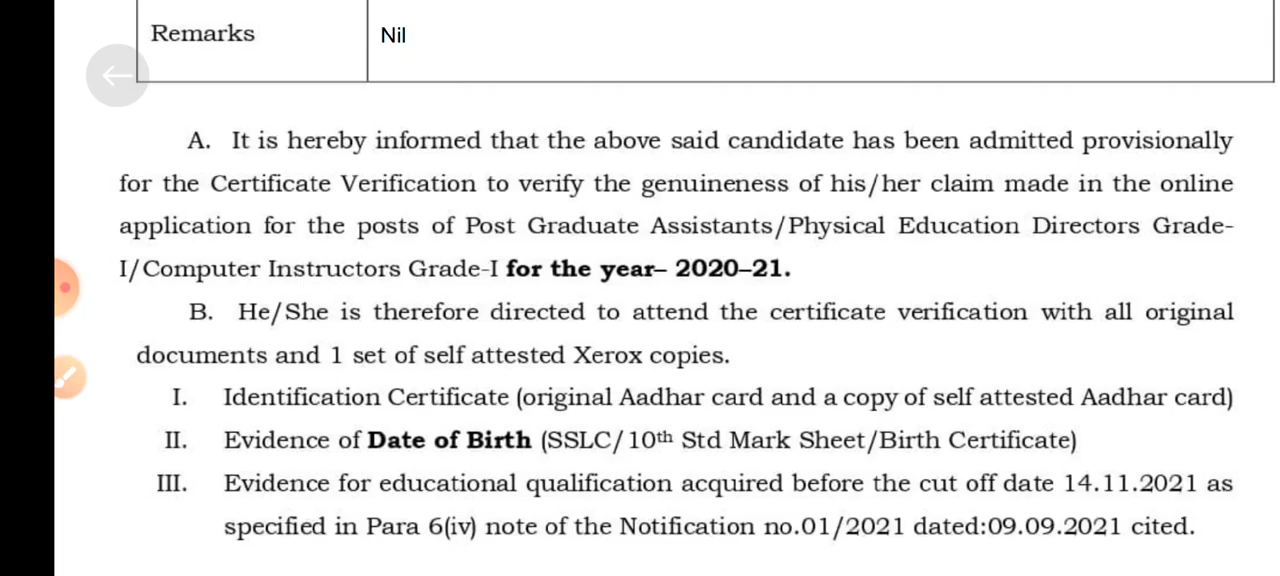 Remarks Nil
A. It is hereby informed that the above said candidate has been admitted provisionally
for the Certificate Verification to verify the genuineness of his/her claim made in the online
application for the posts of Post Graduate Assistants/Physical Education Directors Grade-
I/Computer Instructors Grade-I for the year– 2020–21.
B. He/She is therefore directed to attend the certificate verification with all original
documents and 1 set of self attested Xerox copies.
I. Identification Certificate (original Aadhar card and a copy of self attested Aadhar card)
II. Evidence of Date of Birth (SSLC/10th Std Mark Sheet/Birth Certificate)
III. Evidence for educational qualification acquired before the cut off date 14.11.2021 as
specified in Para 6(iv) note of the Notification no.01/2021 dated:09.09.2021 cited.